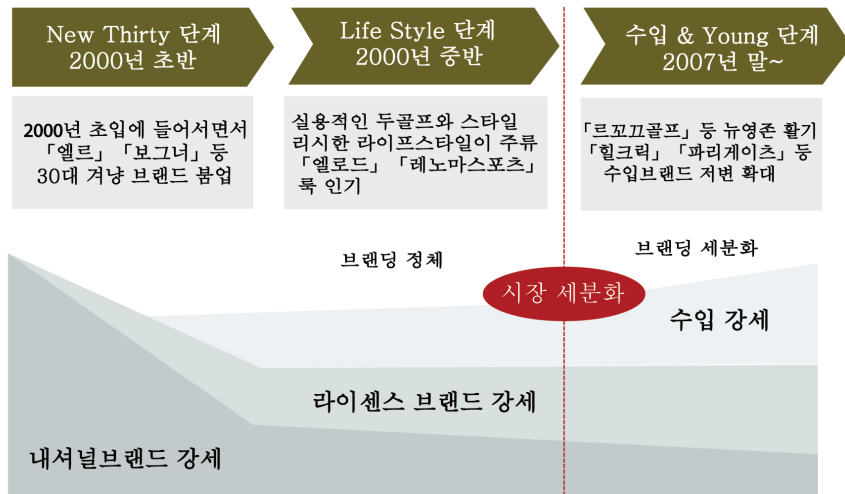 New Thirty 단계
2000년 초반
Life Style 단계
2000년 중반
수입 & Young 단계
2007년 말~
2000년 초입에 들어서면서
「엘르」 「보그너」 등
30대 겨냥 브랜드 붐업
실용적인 두골프와 스타일
리시한 라이프스타일이 주류
「엘로드」 「레노마스포츠」
룩 인기
「르꼬끄골프」 등 뉴영존 활기
「힐크릭」 「파리게이츠」 등
수입브랜드 저변 확대
브랜딩 정체
브랜딩 세분화
시장 세분화
수입 강세
라이센스 브랜드 강세
내셔널브랜드 강세